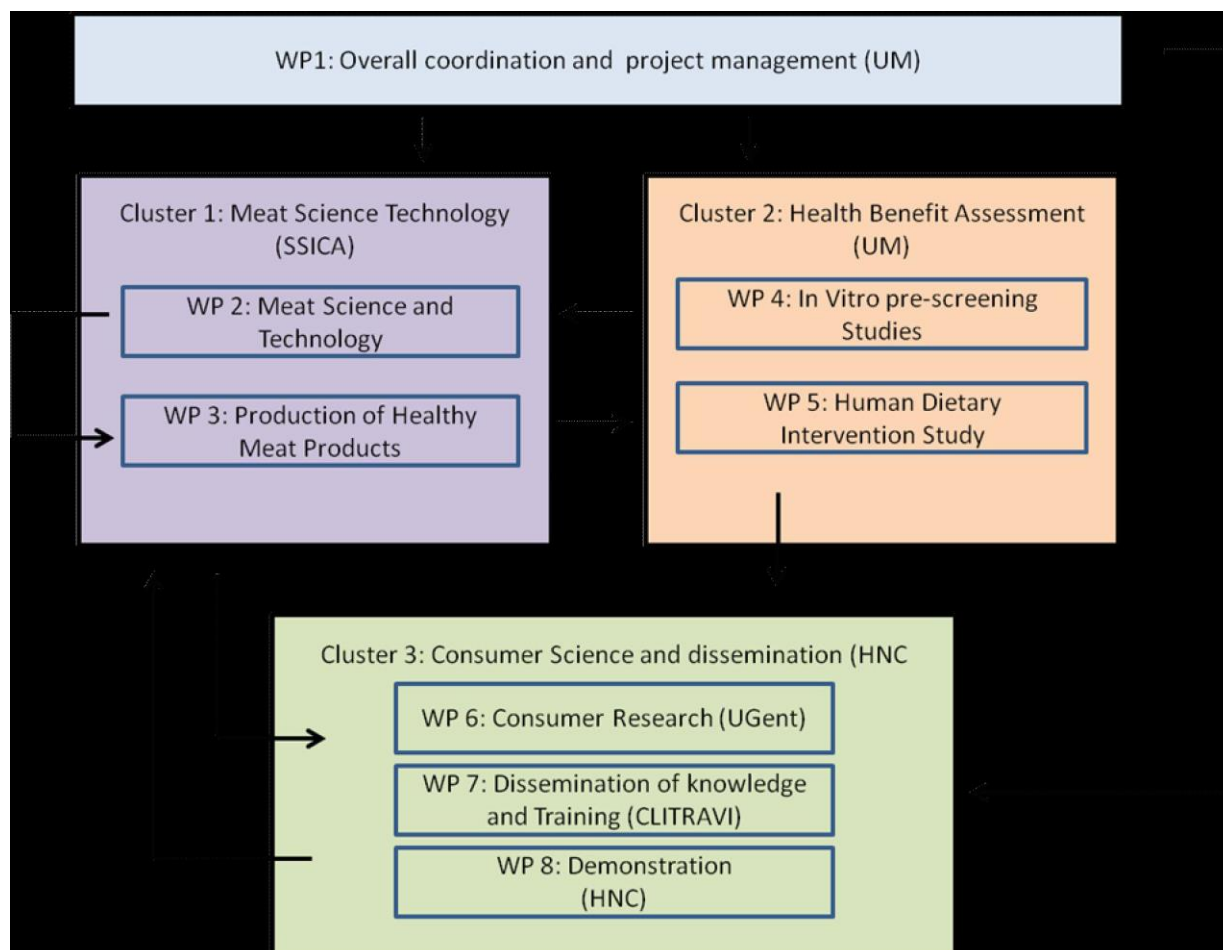 WP1: Overall coordination and project management (UM)
Cluster 1: Meat Science Technology
(SSICA)
WP 2: Meat Science and
Technology
WP 3: Production of Healthy
Meat Products
Cluster 2: Health Benefit Assessment
(UM)
WP 4: In Vitro pre-screening
Studies
WP 5: Human Dietary
Intervention Study
Cluster 3: Consumer Science and dissemination (HNC
WP 6: Consumer Research (UGent)
WP 7: Dissemination of knowledge
and Training (CLITRAVI)
WP 8: Demonstration
(HNC)